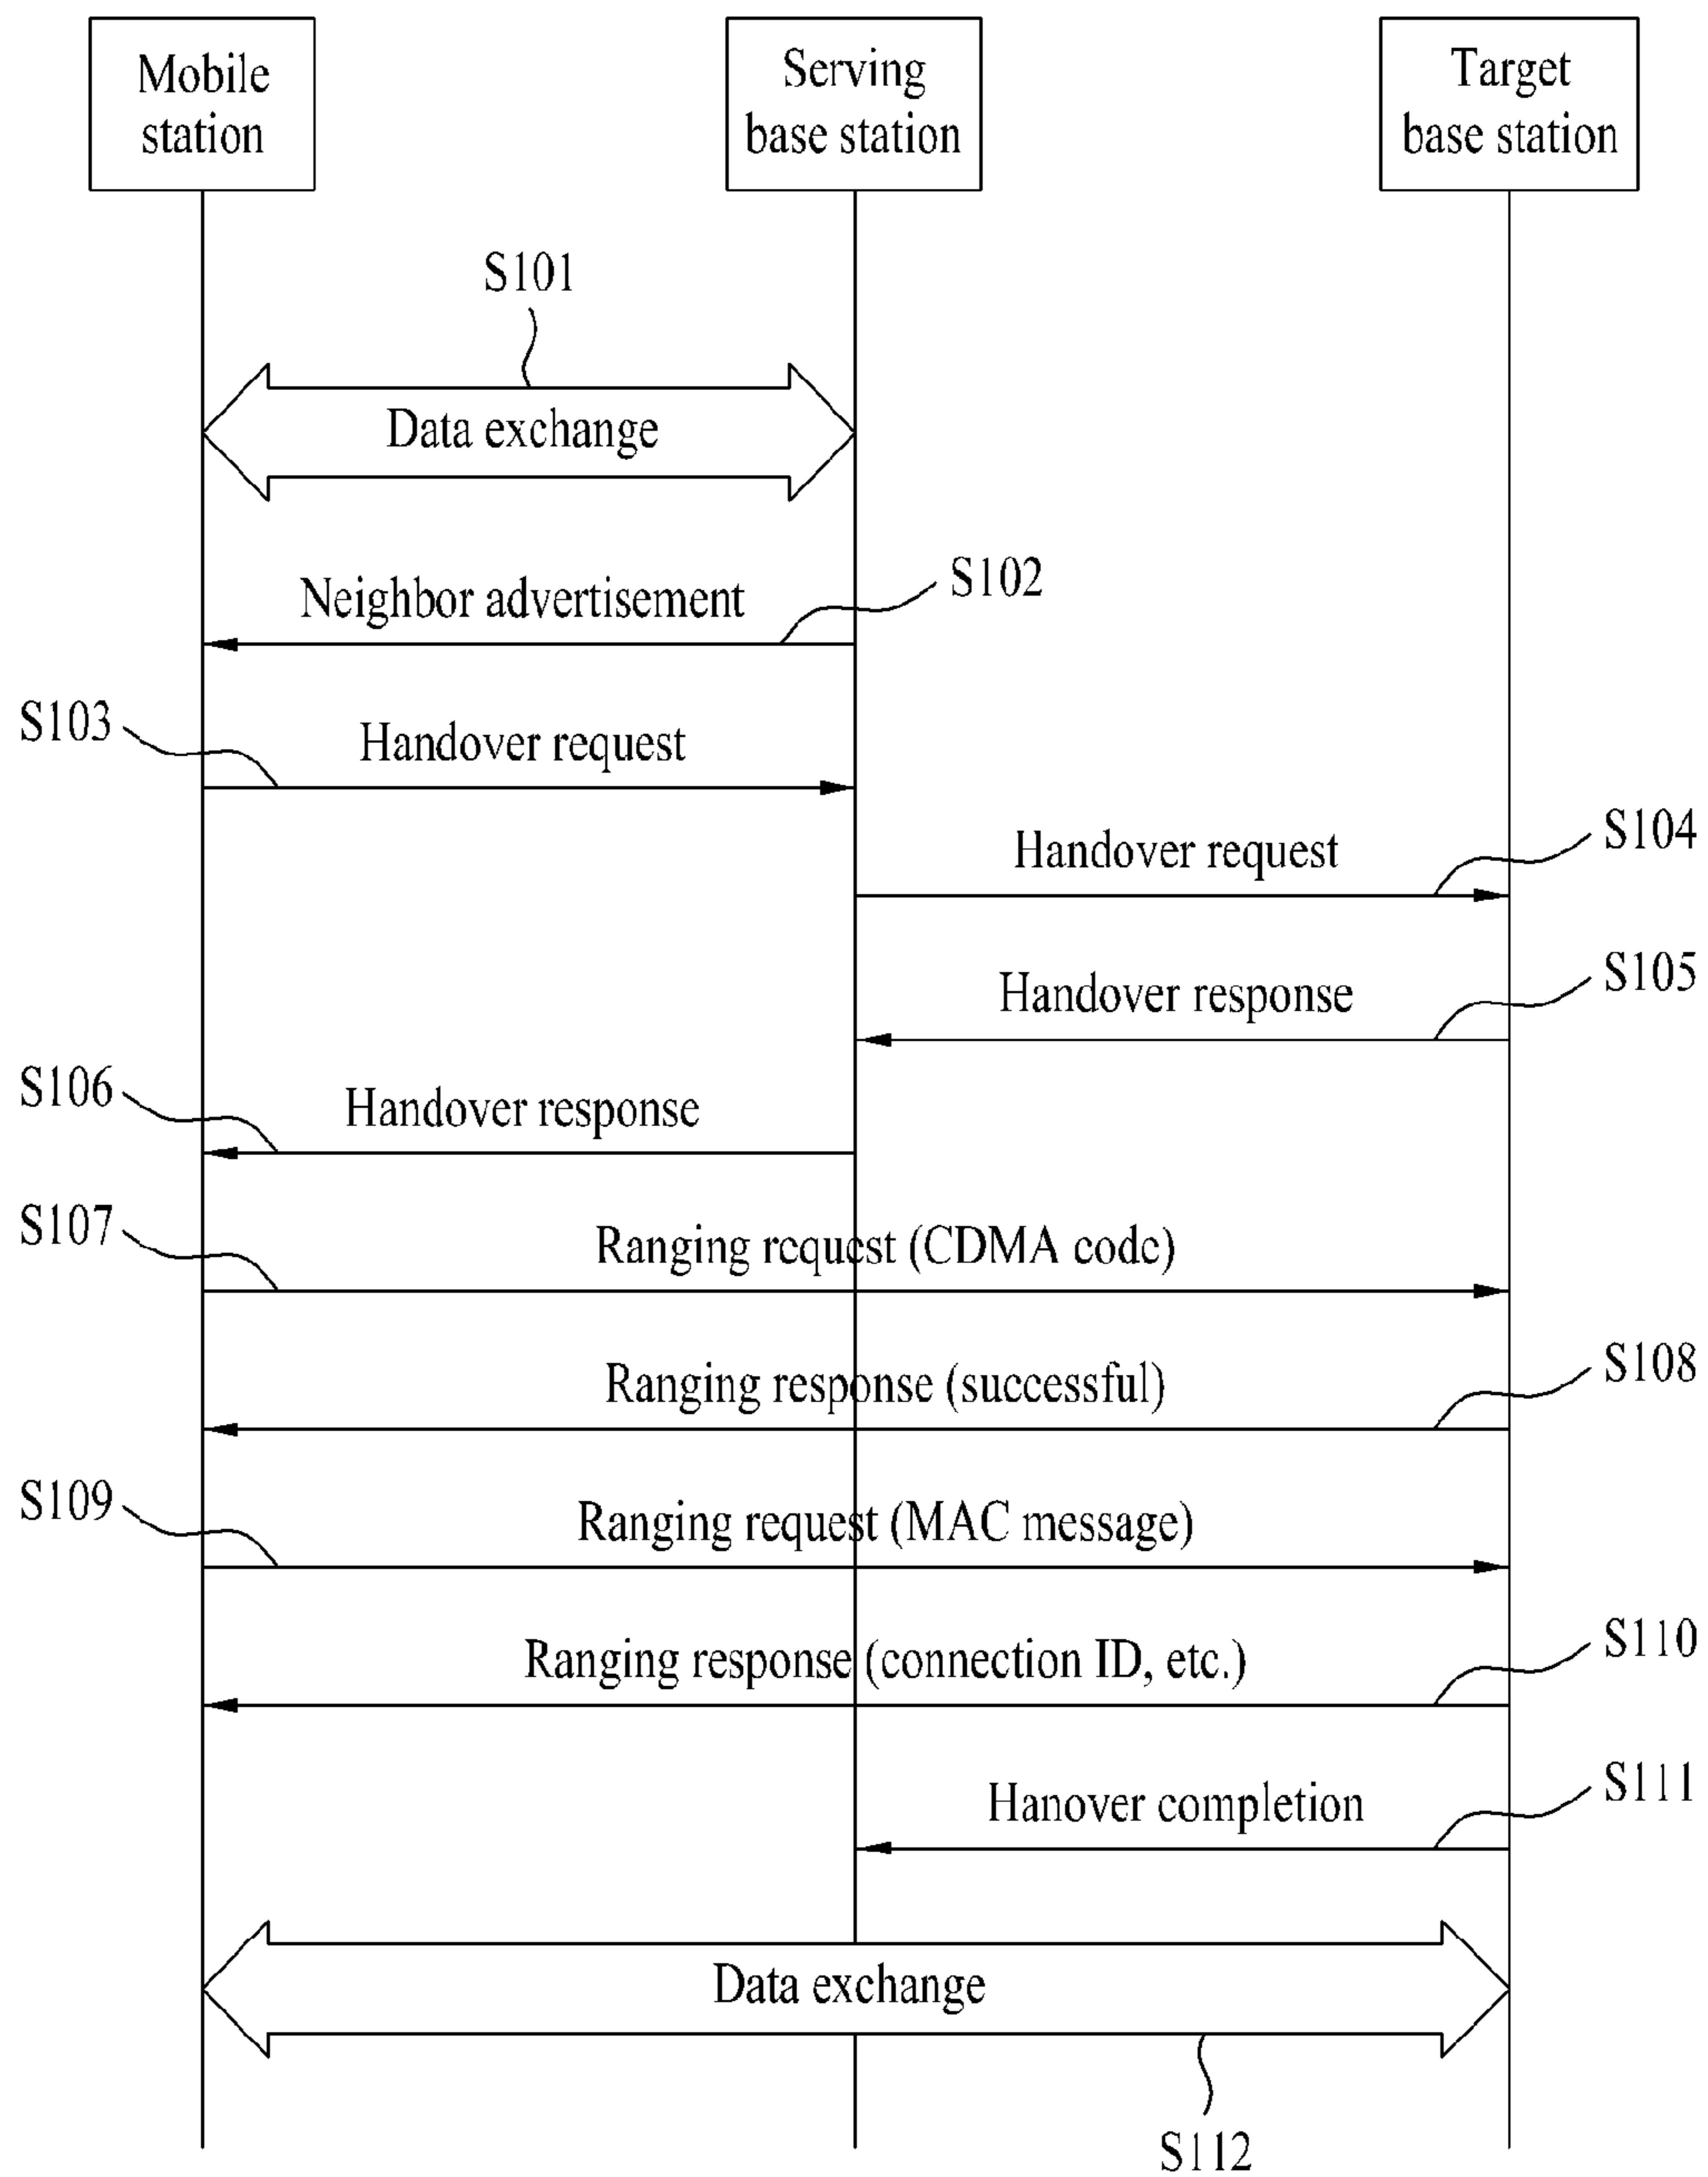 Mobile
station
Serving
base station
Target
base station
S101
Data exchange
S102
Neighbor advertisement
S103
Handover request
S104
Handover request
S105
Handover response
S106
Handover response
S107
Ranging request (CDMA code)
S108
Ranging response (successful)
S109
Ranging request (MAC message)
S110
Ranging response (connection ID, etc.)
S111
Hanover completion
Data exchange
S112